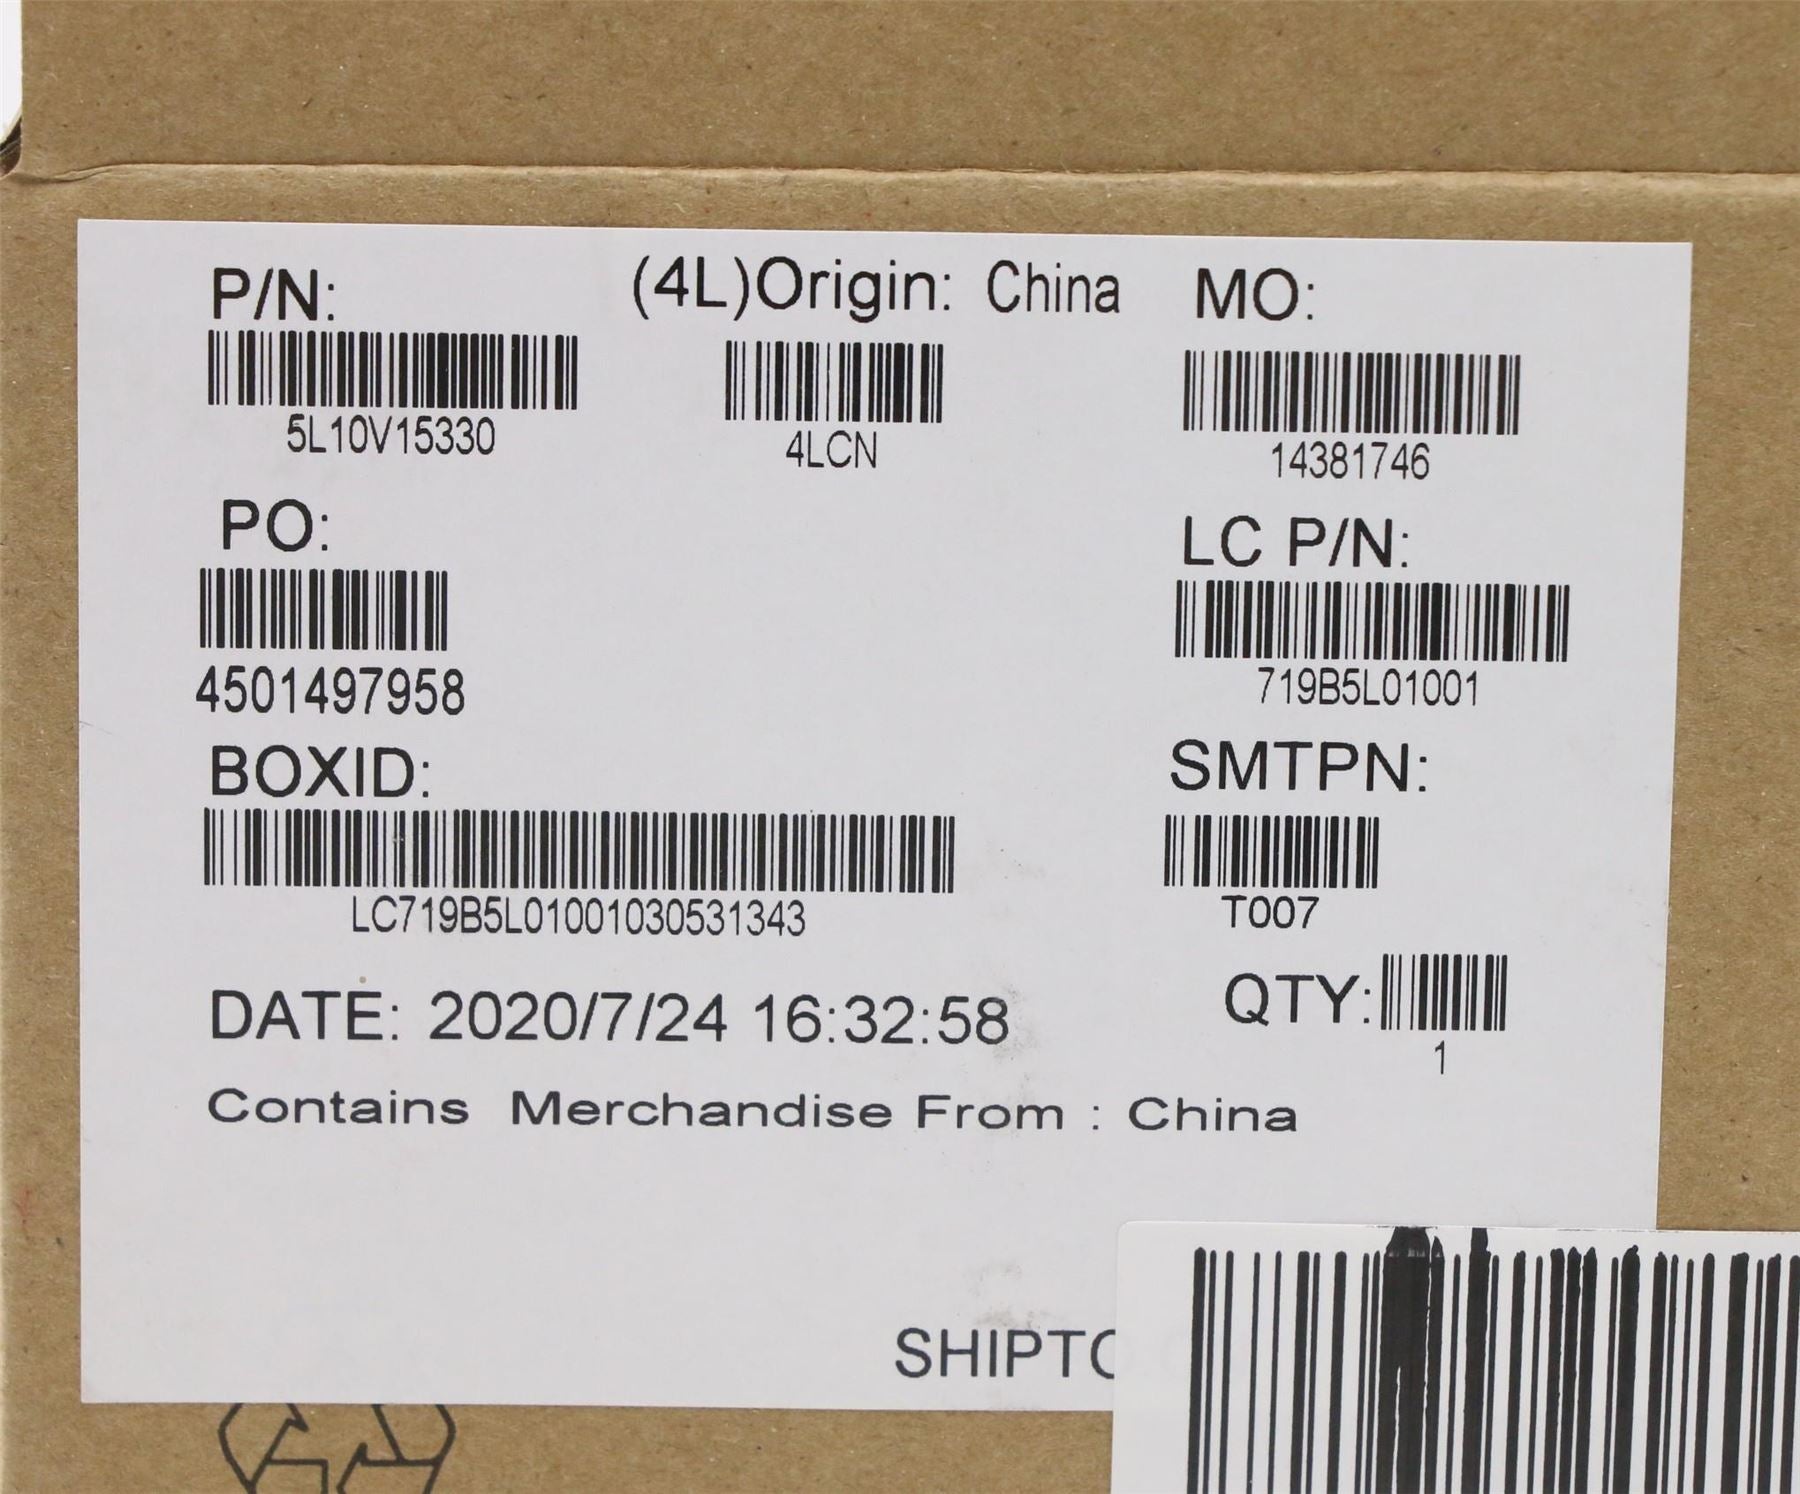 P/N: (4L)Origin: China MO:
5L10V15330 4LCN 14381746
PO: LC P/N:
4501497958 719B5L01001
BOXID: SMTPN:
LC719B5L01001030531343 T007
DATE: 2020/7/24 16:32:58 QTY:
1
Contains Merchandise From : China
SHIPTO